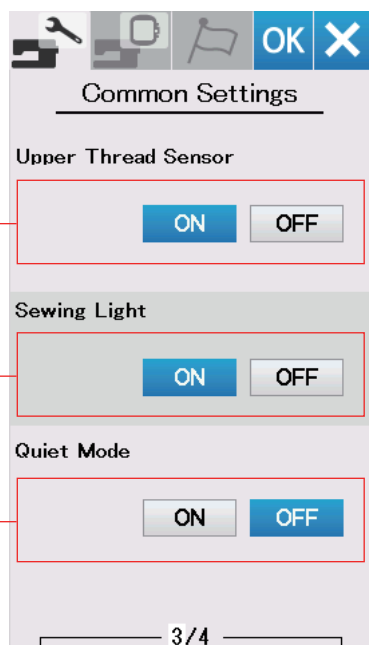 OK
Common Settings
Upper Thread Sensor
ON OFF
Sewing Light
ON OFF
Quiet Mode
ON OFF
3/4